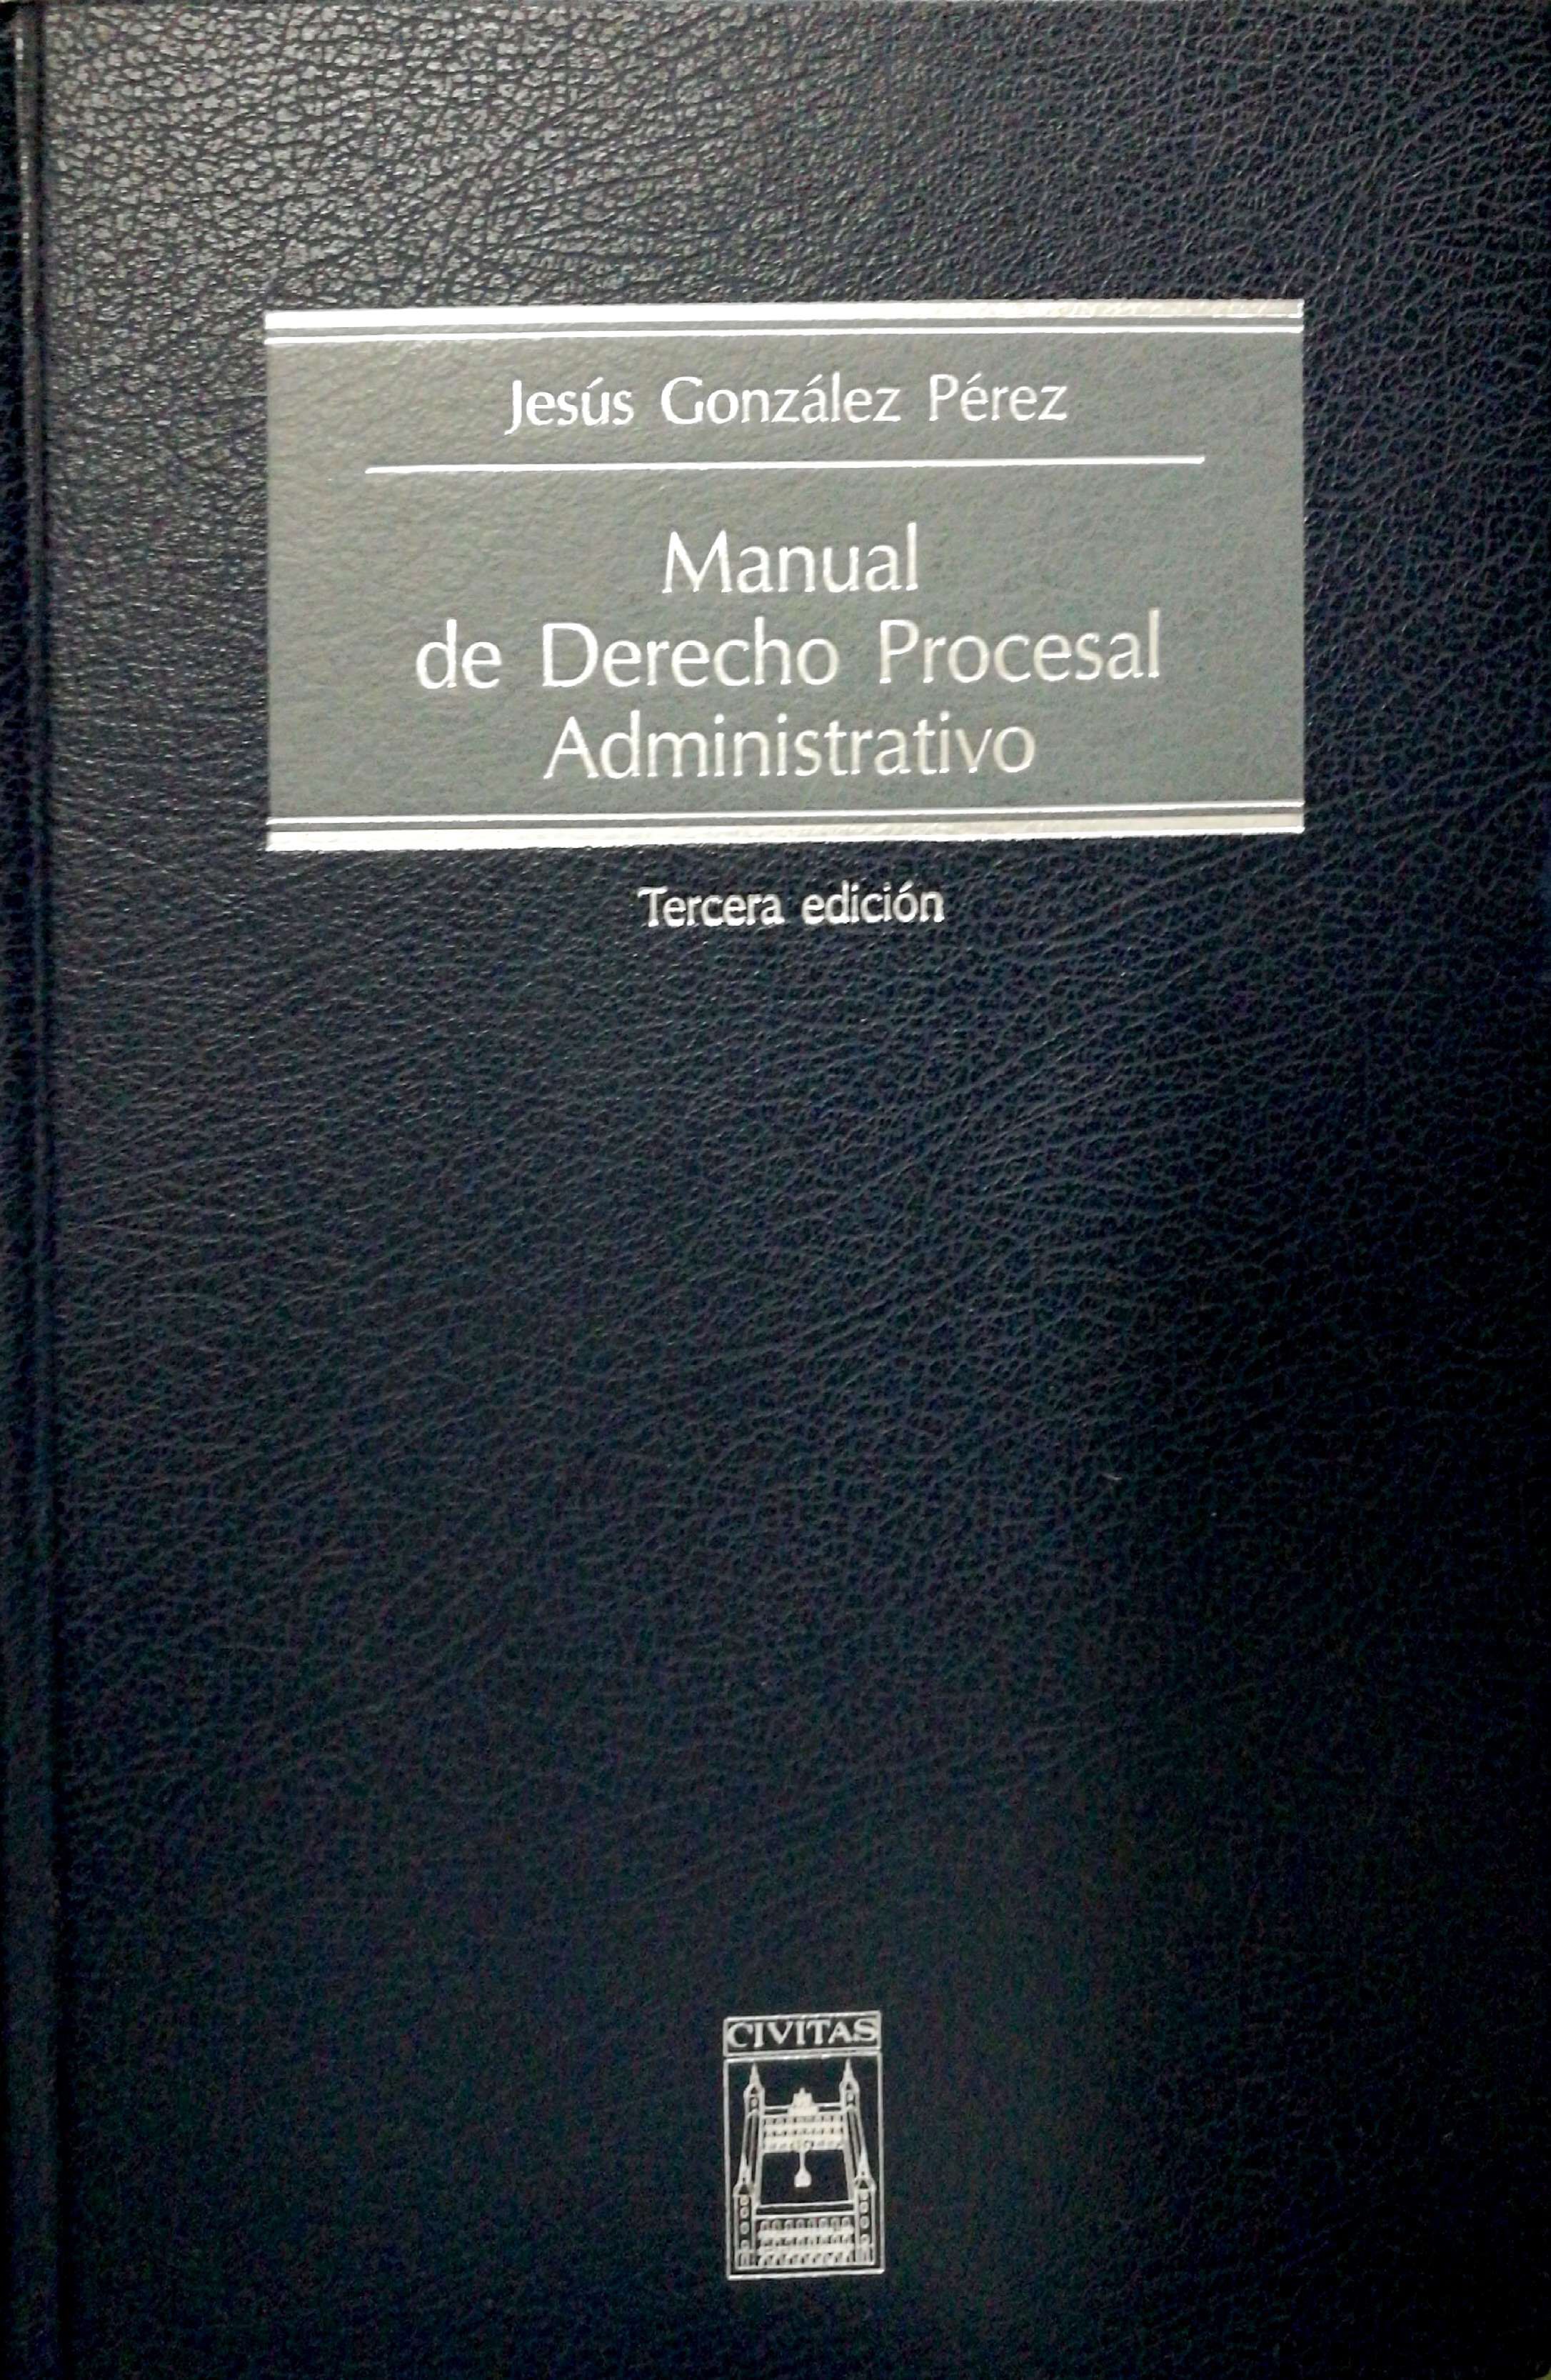 Jesús González Pérez
Manual
de Derecho Procesal
Administrativo
Tercera edición
CIVITAS